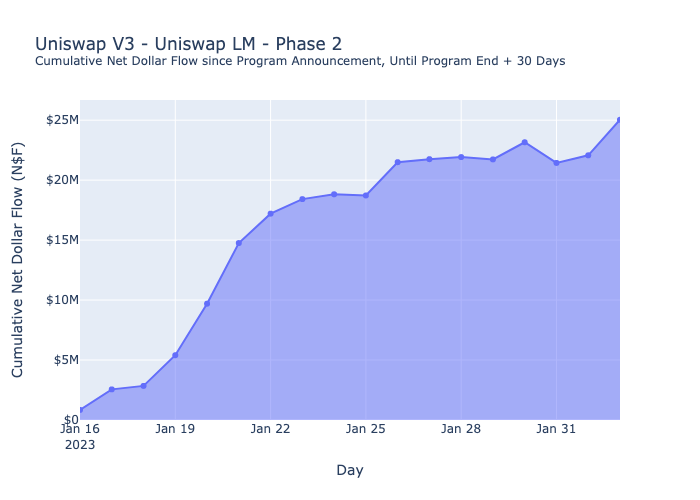 Uniswap V3 - Uniswap LM - Phase 2
Cumulative Net Dollar Flow since Program Announcement, Until Program End + 30 Days
Cumulative Net Dollar Flow (N$F)
$25M
$20M
$15M
$10M
$5M
$0
Jan 16 Jan 19 Jan 22 Jan 25 Jan 28 Jan 31
2023
Day